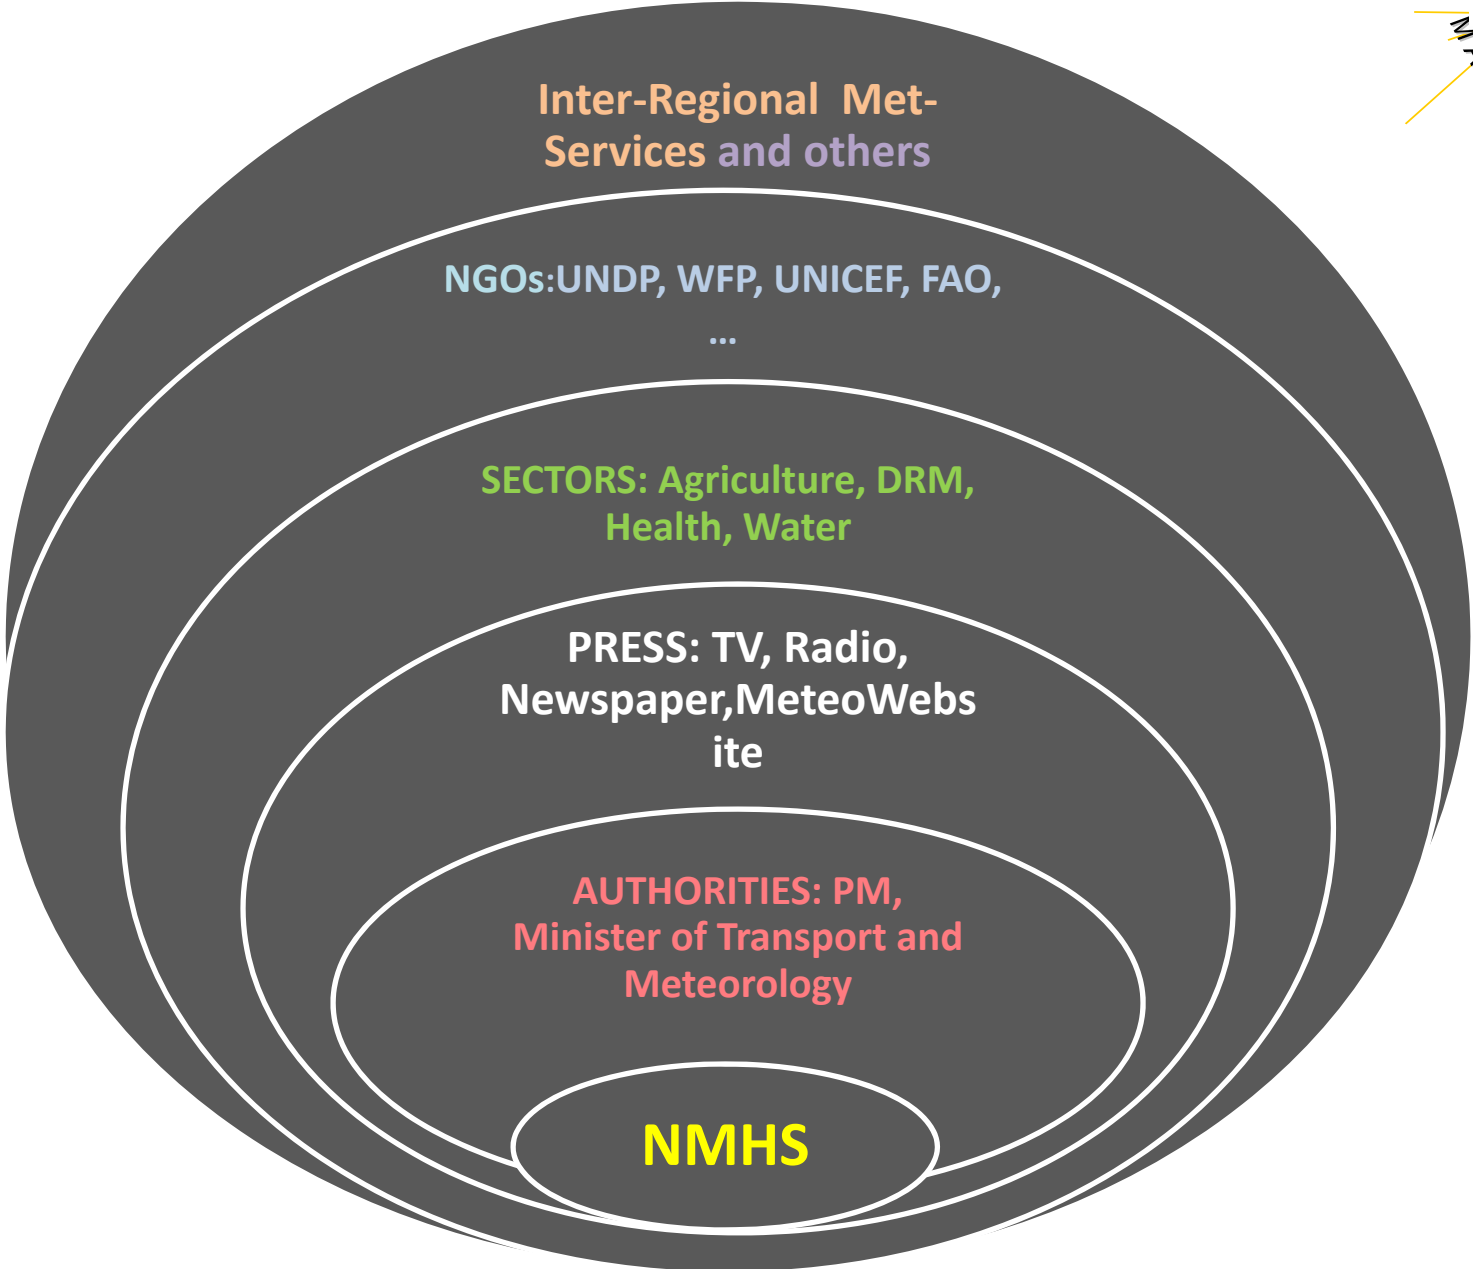 Inter-Regional  Met-
Services and others
NGOs:UNDP, WFP, UNICEF, FAO,
...
SECTORS: Agriculture, DRM,
Health, Water
PRESS: TV, Radio,
Newspaper,MeteoWebs
ite
AUTHORITIES: PM,
Minister of Transport and
Meteorology
NMHS